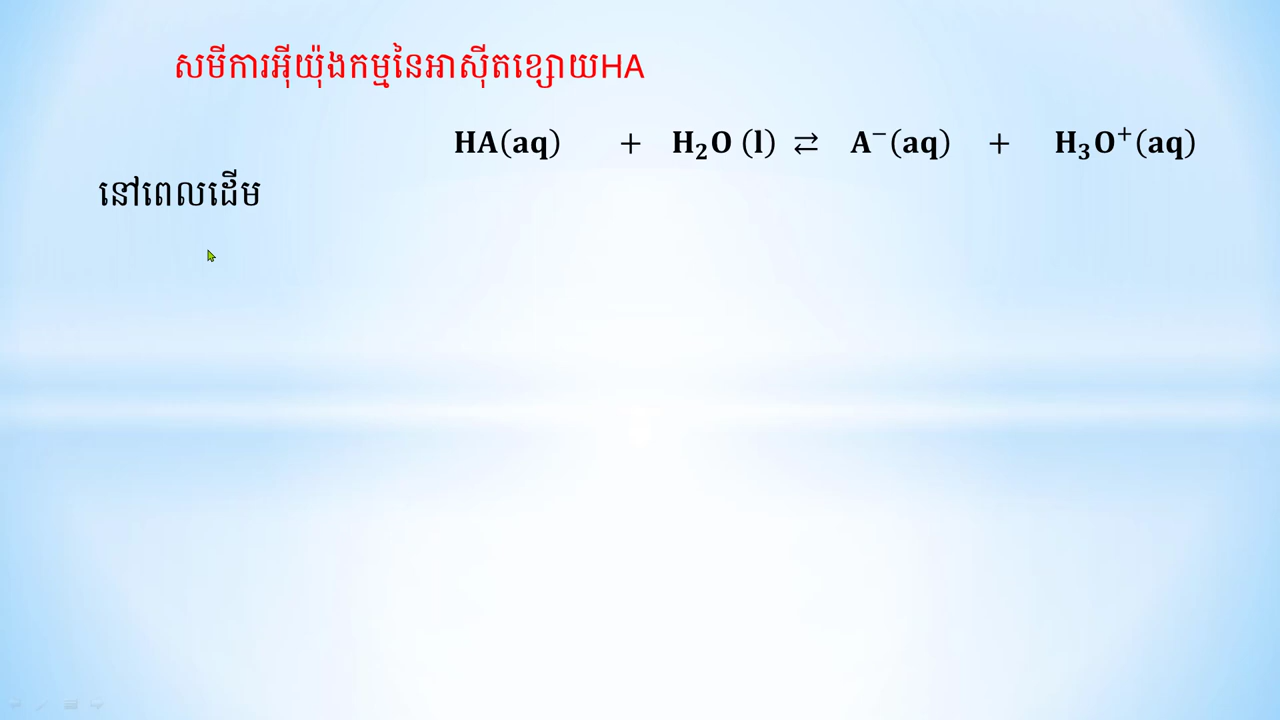 សមីការអ៊ីយ៉ុងកម្មនៃអាស៊ីតខ្សោយHA
HA(aq) + H₂O (l) ⇄ A⁻(aq) + H₃O⁺(aq)
នៅពេលដើម